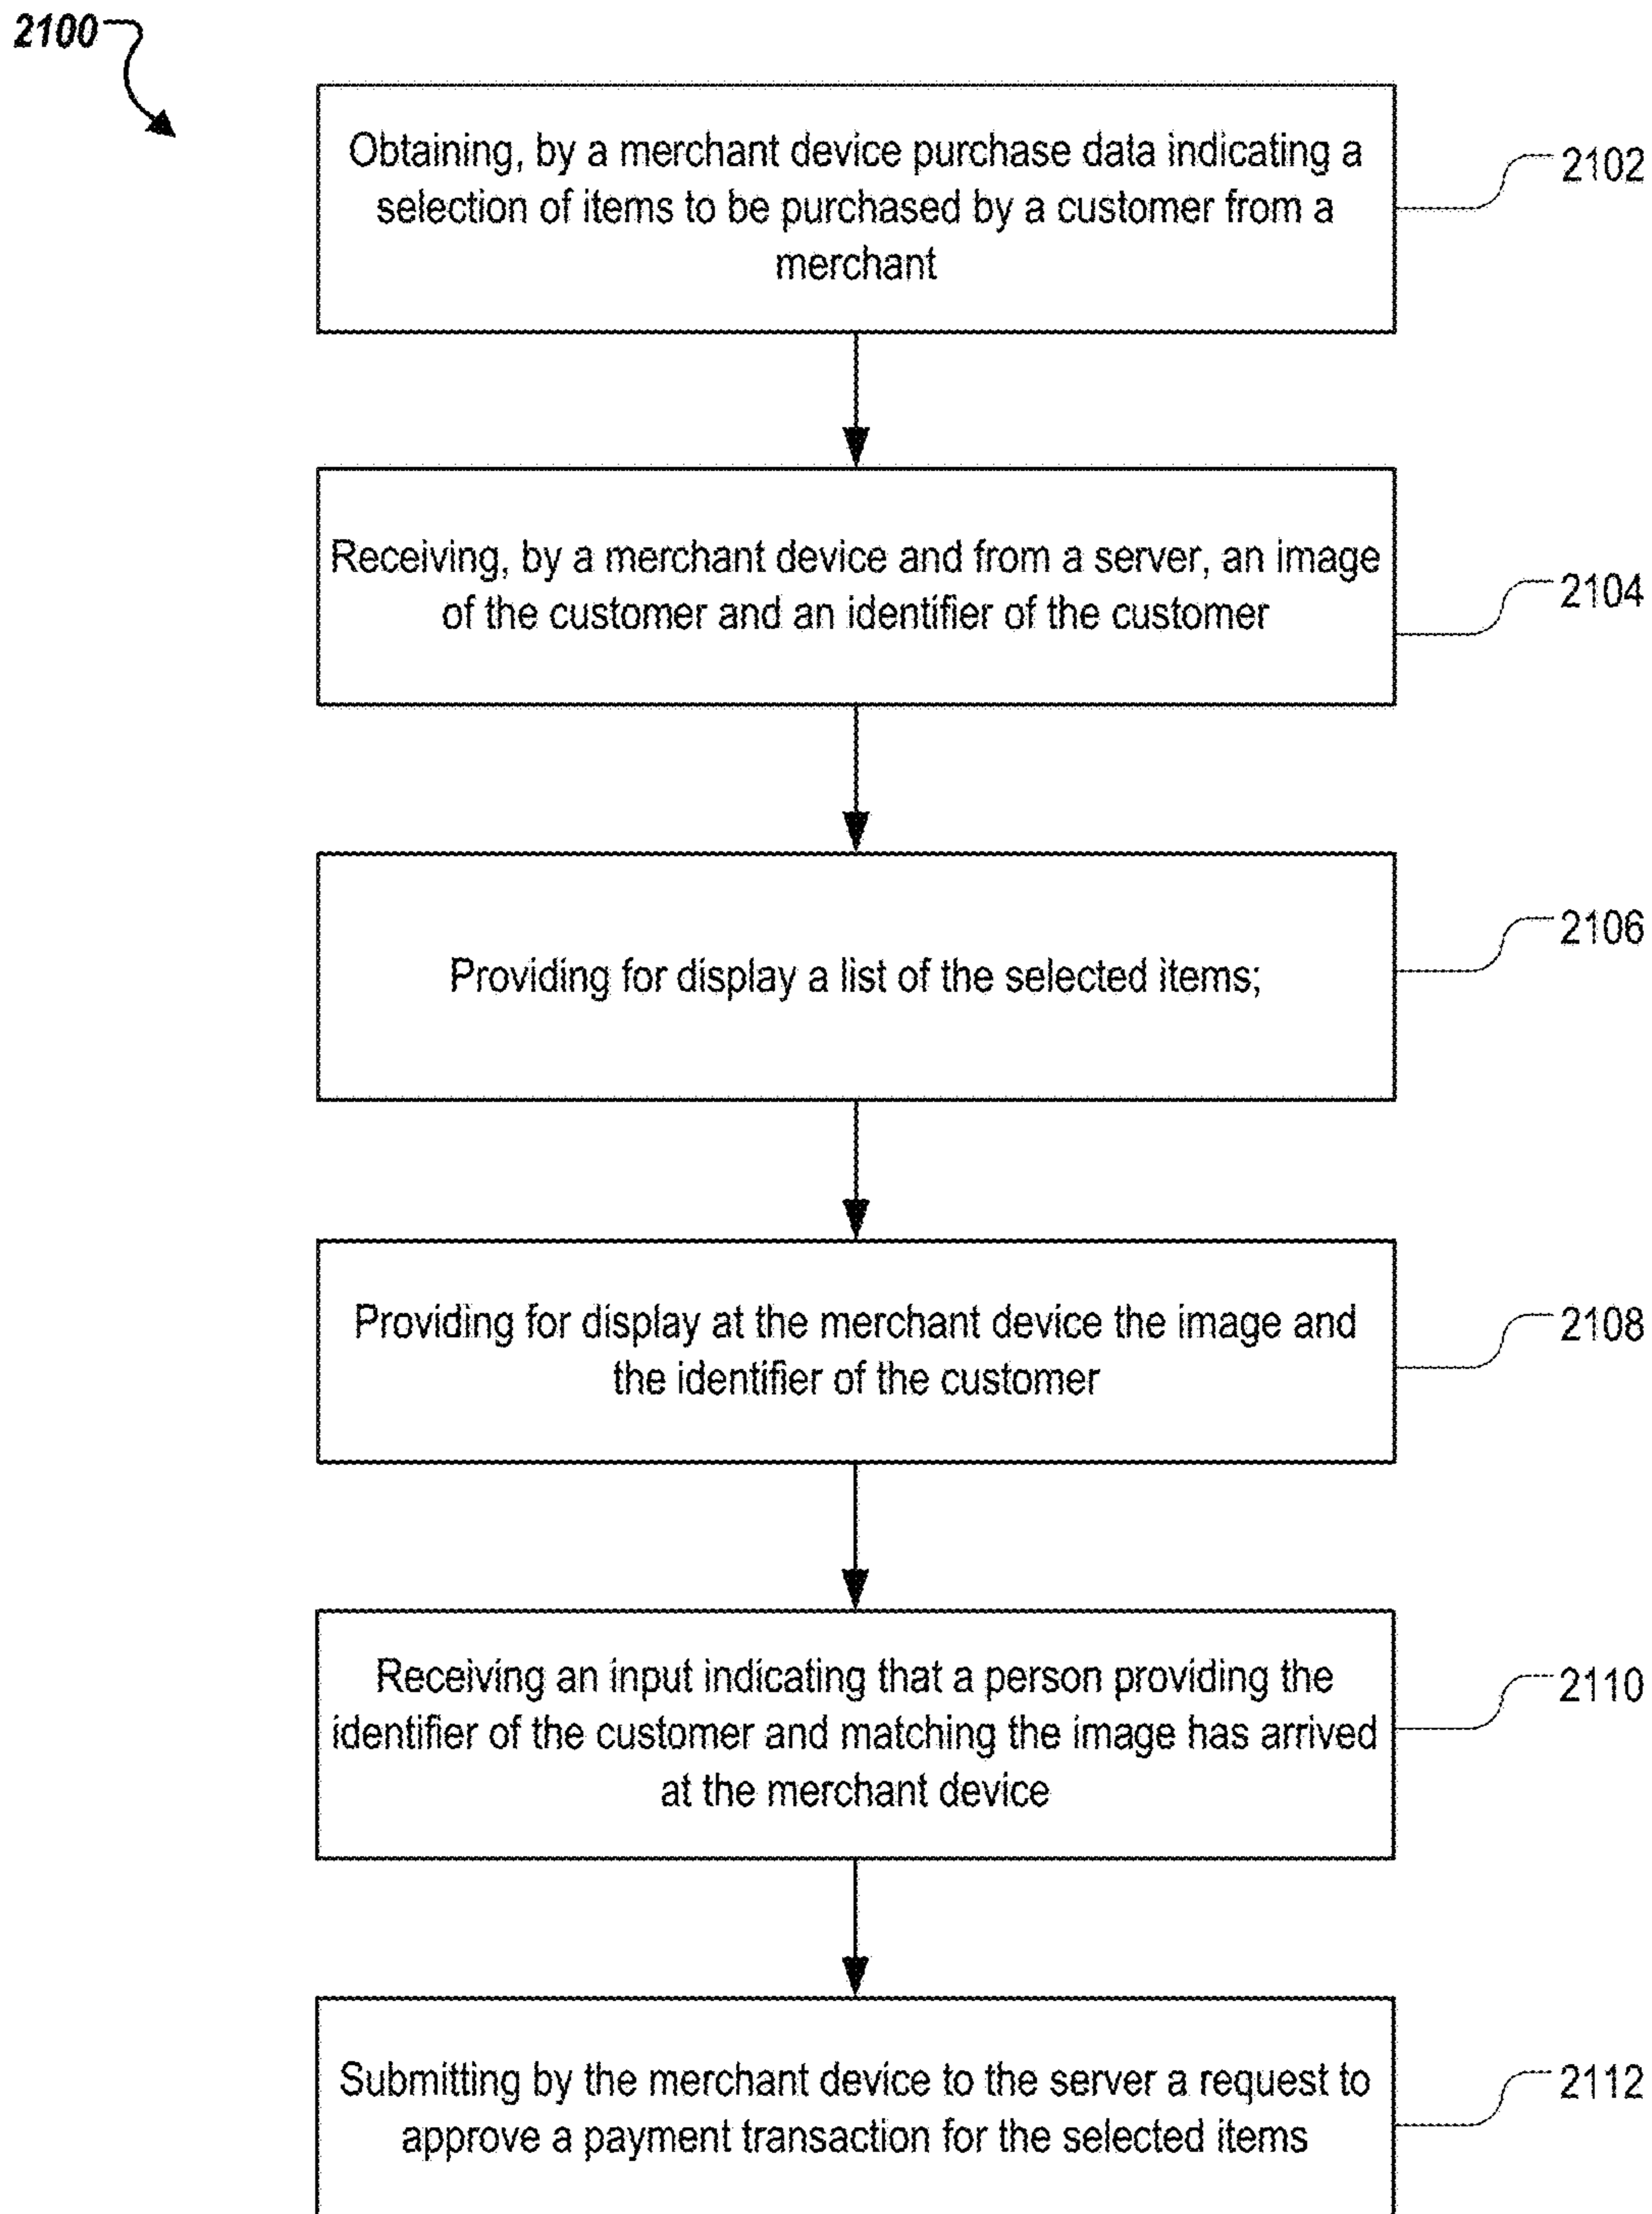 2100
Obtaining, by a merchant device purchase data indicating a
selection of items to be purchased by a customer from a
merchant
2102
Receiving, by a merchant device and from a server, an image
of the customer and an identifier of the customer
2104
Providing for display a list of the selected items;
2106
Providing for display at the merchant device the image and
the identifier of the customer
2108
Receiving an input indicating that a person providing the
identifier of the customer and matching the image has arrived
at the merchant device
2110
Submitting by the merchant device to the server a request to
approve a payment transaction for the selected items
2112